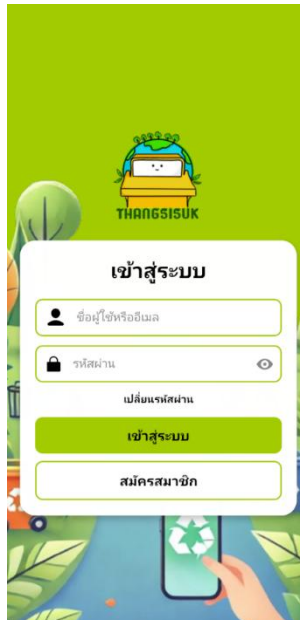 THANGSISUK
เข้าสู่ระบบ
ชื่อผู้ใช้หรืออีเมล
รหัสผ่าน
เปลี่ยนรหัสผ่าน
เข้าสู่ระบบ
สมัครสมาชิก